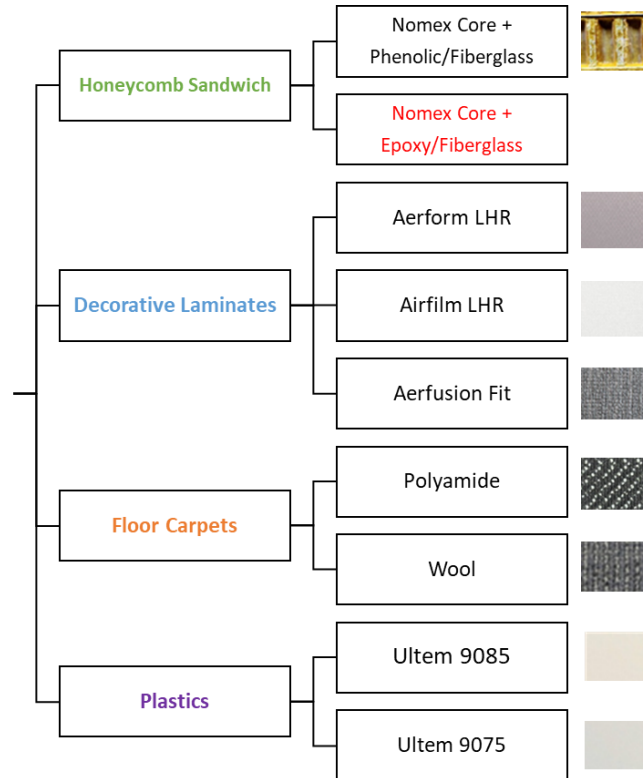 Honeycomb Sandwich
Nomex Core +
Phenolic/Fiberglass
Nomex Core +
Epoxy/Fiberglass
Decorative Laminates
Aerform LHR
Airfilm LHR
Aerfusion Fit
Floor Carpets
Polyamide
Wool
Plastics
Ultem 9085
Ultem 9075